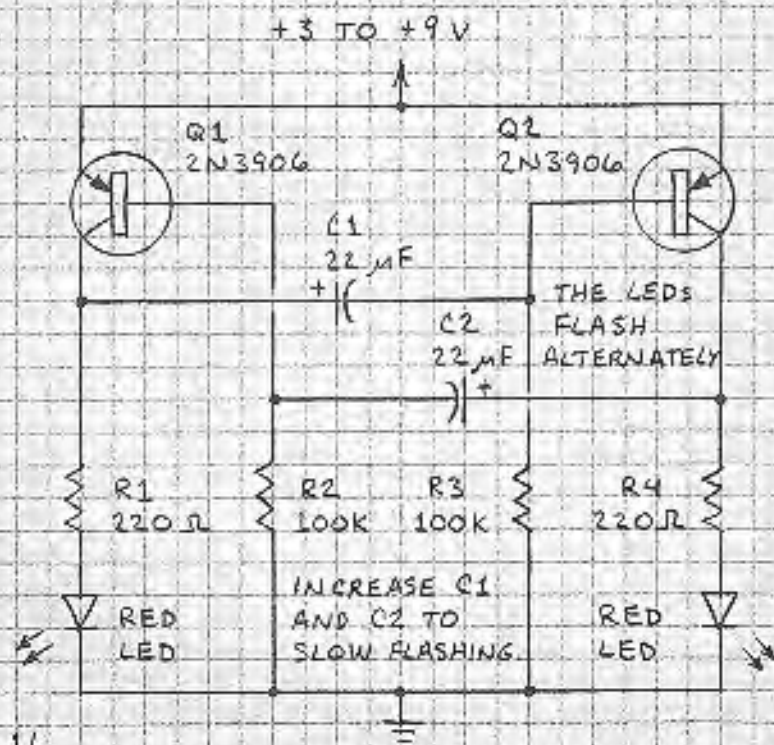 +3 TO +9 V
Q1
2N3906
Q2
2N3906
C1
22 µF
+
THE LEDS
FLASH
ALTERNATELY
C2
22 µF
+
R1
220 Ω
R2
100K
R3
100K
R4
220 Ω
INCREASE C1
AND C2 TO
SLOW FLASHING.
RED
LED
RED
LED